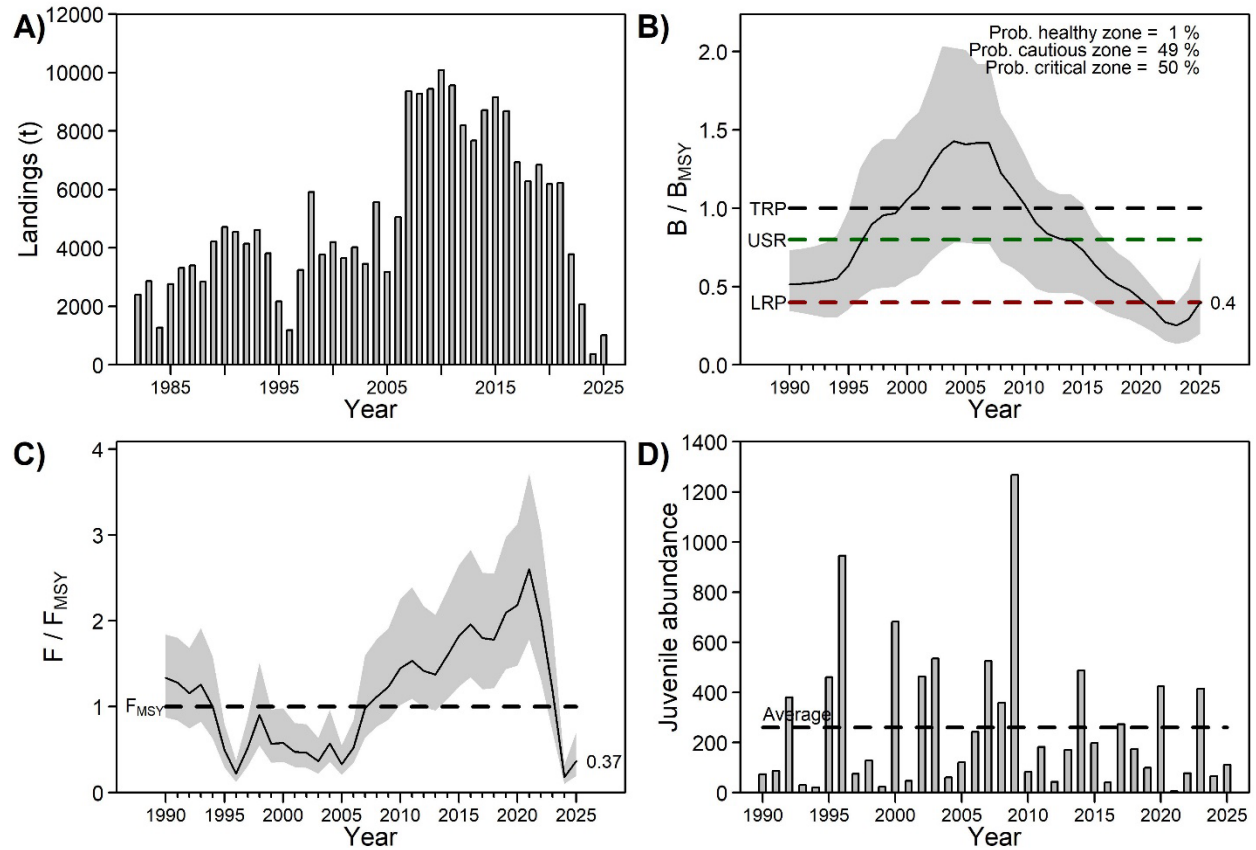 A)
12000
10000
8000
6000
4000
2000
0
Landings (t)
1985
1995
2005
2015
2025
Year
B)
Prob. healthy zone = 1 %
Prob. cautious zone = 49 %
Prob. critical zone = 50 %
2.0
1.5
1.0
0.5
0.0
B / BMSY
TRP
USR
LRP
0.4
1990
1995
2000
2005
2010
2015
2020
2025
Year
C)
4
3
2
1
0
F / FMSY
FMSY
0.37
1990
1995
2000
2005
2010
2015
2020
2025
Year
D)
1400
1200
1000
800
600
400
200
0
Juvenile abundance
Average
1990
1995
2000
2005
2010
2015
2020
2025
Year